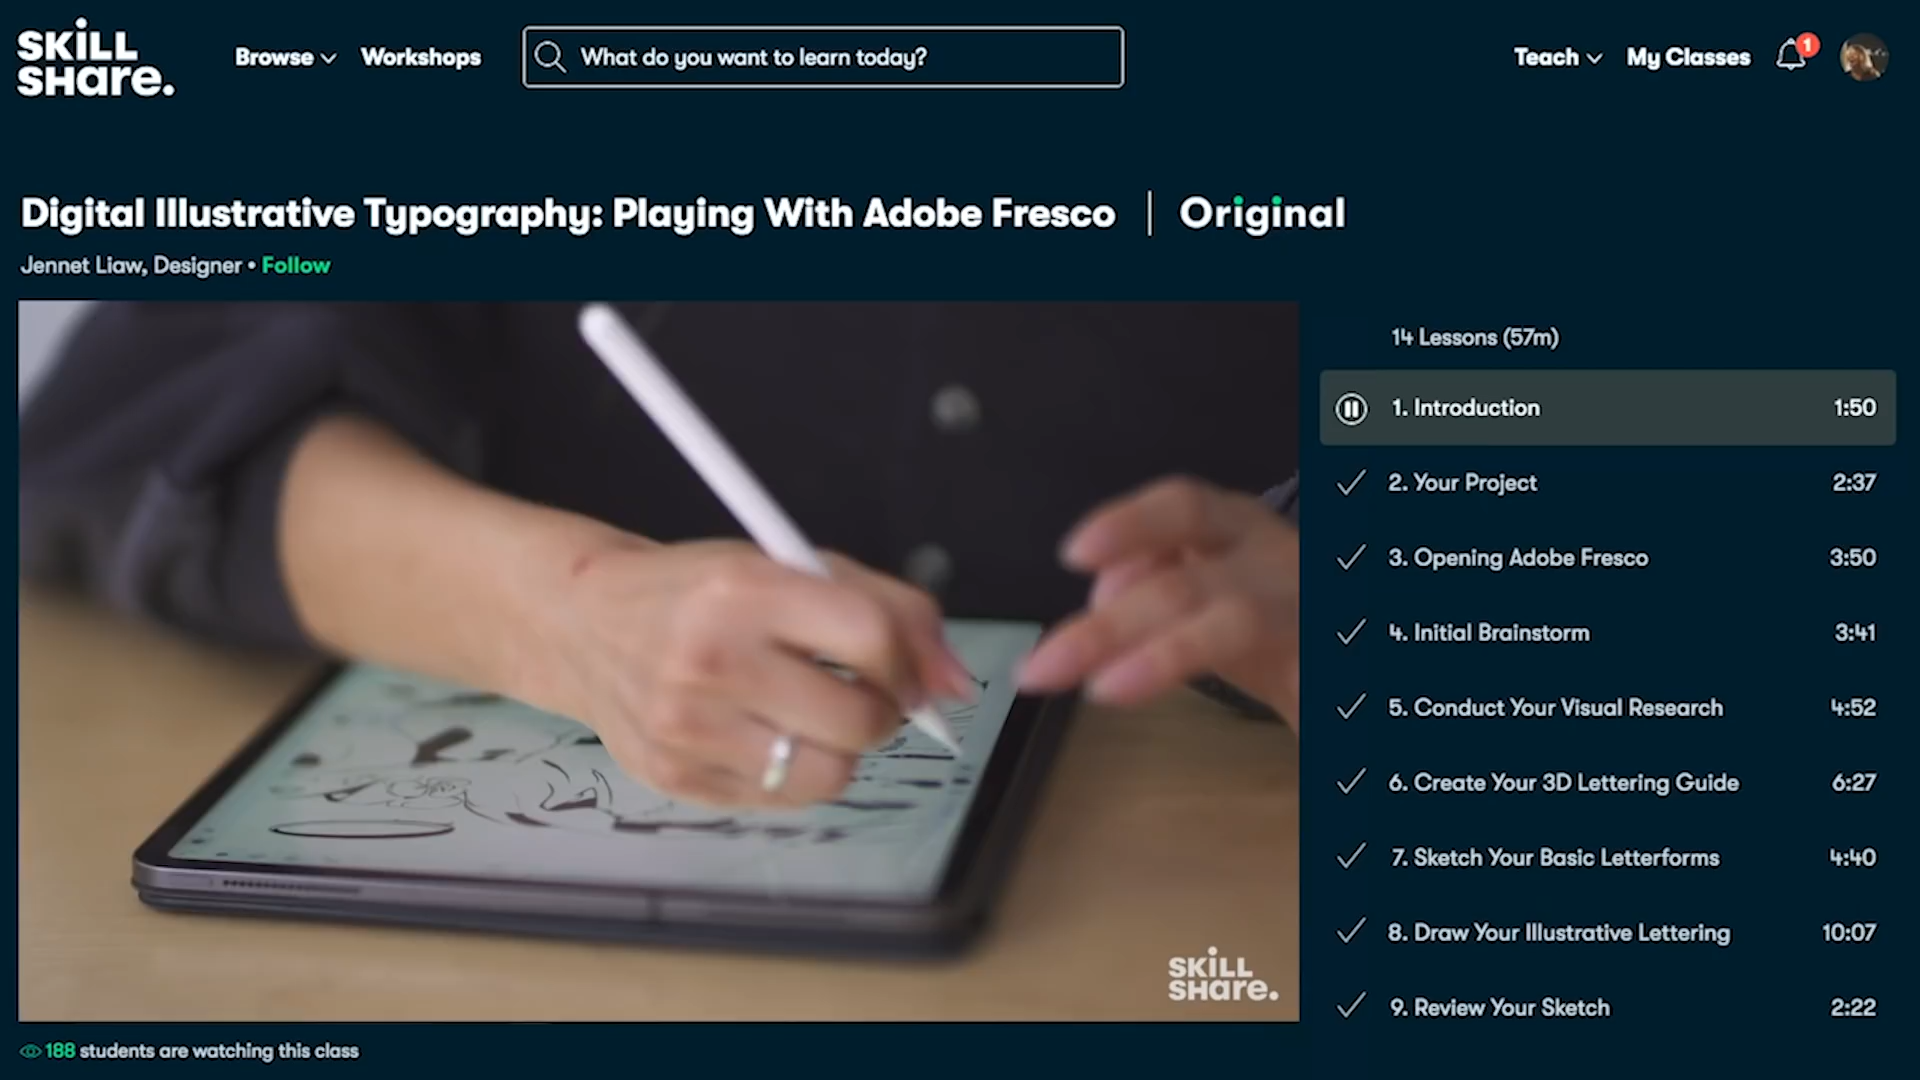 SKILL
SHare.
Browse
Workshops
What do you want to learn today?
Teach
My Classes
1
Digital Illustrative Typography: Playing With Adobe Fresco | Original
Jennet Liaw, Designer • Follow
14 Lessons (57m)
1. Introduction 1:50
2. Your Project 2:37
3. Opening Adobe Fresco 3:50
4. Initial Brainstorm 3:41
5. Conduct Your Visual Research 4:52
6. Create Your 3D Lettering Guide 6:27
7. Sketch Your Basic Letterforms 4:40
8. Draw Your Illustrative Lettering 10:07
9. Review Your Sketch 2:22
SKILL
SHare.
188 students are watching this class